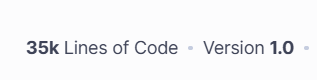 35k Lines of Code • Version 1.0 •